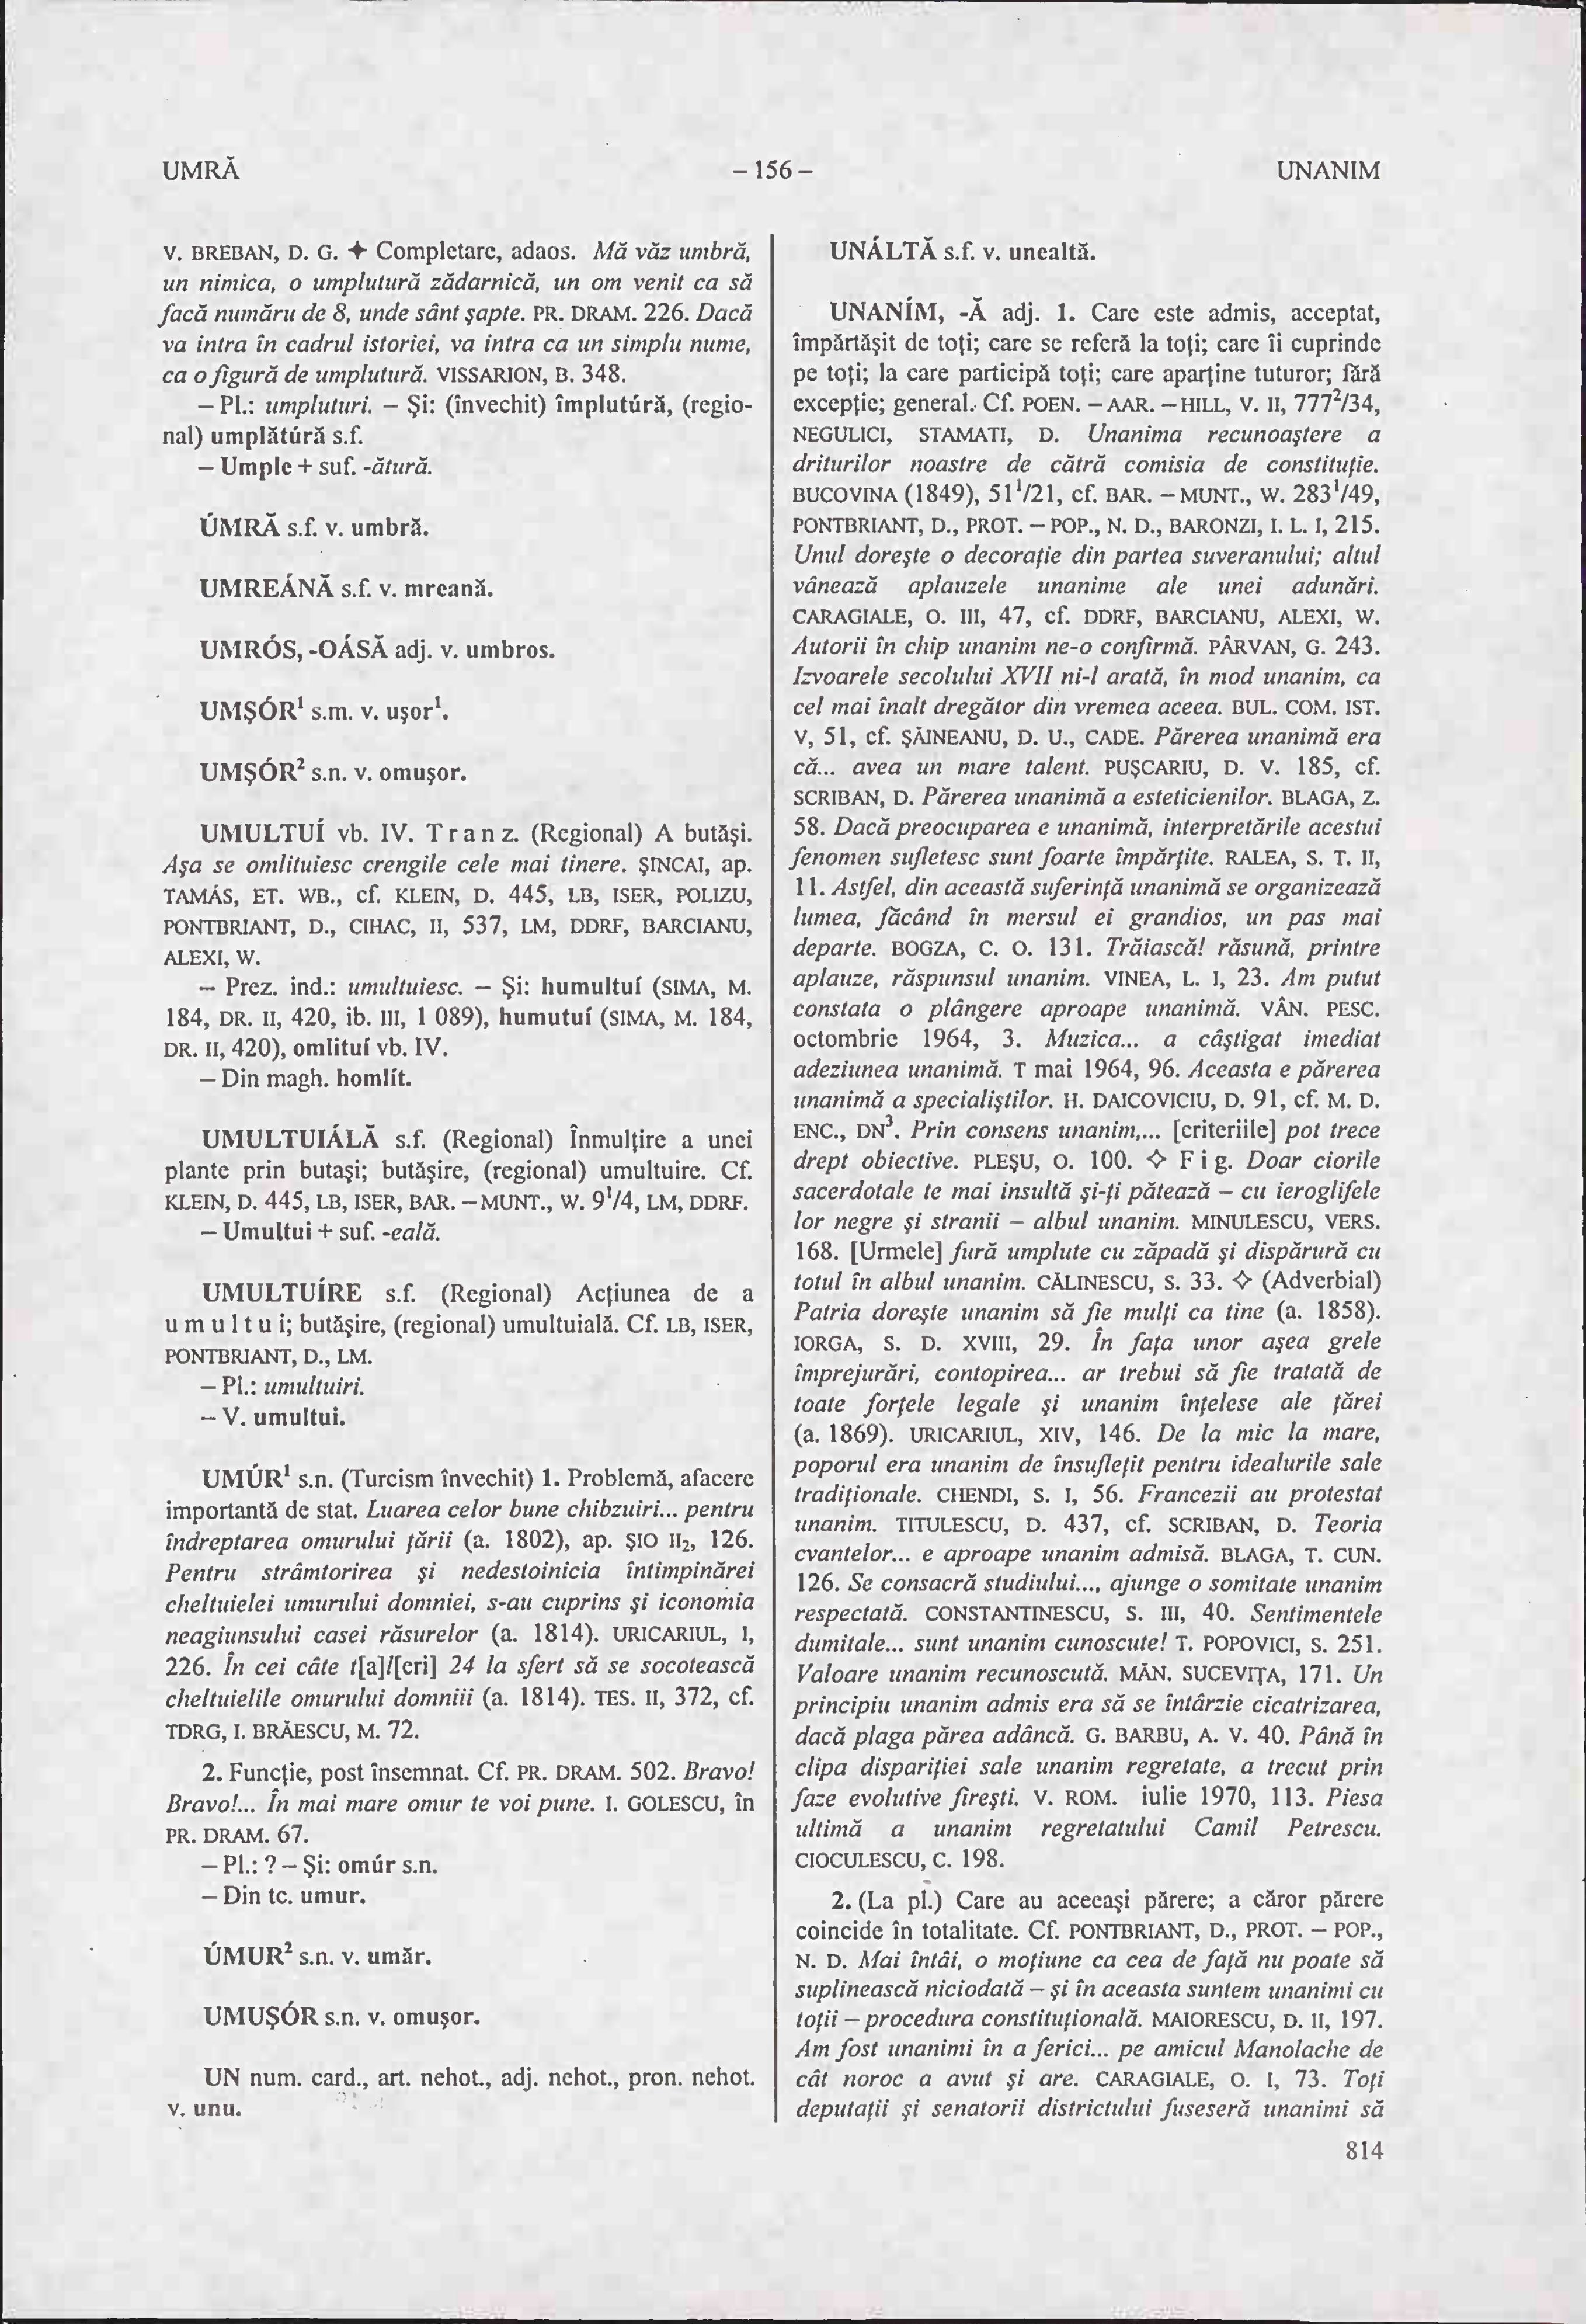 UMRĂ
– 156 –
UNANIM
V. BREBAN, D. G. ✦ Completare, adaos. Mă văz umbră,
un nimica, o umplutură zădarnică, un om venit ca să
facă număru de 8, unde sânt şapte. PR. DRAM. 226. Dacă
va intra în cadrul istoriei, va intra ca un simplu nume,
ca o figură de umplutură. VISSARION, B. 348.
– Pl.: umpluturi. – Şi: (învechit) împlutúră, (regio-
nal) umplătúră s.f.
– Umple + suf. -ătură.
ÚMRĂ s.f. v. umbră.
UMREÁNĂ s.f. v. mreană.
UMRÓS, -OÁSĂ adj. v. umbros.
UMŞÓR¹ s.m. v. uşor¹.
UMŞÓR² s.n. v. omuşor.
UMULTUÍ vb. IV. Tranz. (Regional) A butăşi.
Aşa se omlituiesc crengile cele mai tinere. ŞINCAI, ap.
TAMÁS, ET. WB., cf. KLEIN, D. 445, LB, ISER, POLIZU,
PONTBRIANT, D., CIHAC, II, 537, LM, DDRF, BARCIANU,
ALEXI, W.
– Prez. ind.: umultuiesc. – Şi: humultuí (SIMA, M.
184, DR. II, 420, ib. III, 1 089), humutuí (SIMA, M. 184,
DR. II, 420), omlituí vb. IV.
– Din magh. homlít.
UMULTUIÁLĂ s.f. (Regional) Înmulţire a unei
plante prin butaşi; butăşire, (regional) umultuire. Cf.
KLEIN, D. 445, LB, ISER, BAR. – MUNT., W. 9¹/4, LM, DDRF.
– Umultui + suf. -eală.
UMULTUÍRE s.f. (Regional) Acţiunea de a
umultui; butăşire, (regional) umultuială. Cf. LB, ISER,
PONTBRIANT, D., LM.
– Pl.: umultuiri.
– V. umultui.
UMÚR¹ s.n. (Turcism învechit) 1. Problemă, afacere
importantă de stat. Luarea celor bune chibzuiri... pentru
îndreptarea omurului ţării (a. 1802), ap. ŞIO II₂, 126.
Pentru strâmtorirea şi nedestoinicia întimpinărei
cheltuielei umurului domniei, s-au cuprins şi iconomia
neagiunsului casei răsurelor (a. 1814). URICARIUL, I,
226. În cei câte t[a]l[eri] 24 la sfert să se socotească
cheltuielile omurului domniii (a. 1814). TES. II, 372, cf.
TDRG, I. BRĂESCU, M. 72.
2. Funcţie, post însemnat. Cf. PR. DRAM. 502. Bravo!
Bravo!... În mai mare omur te voi pune. I. GOLESCU, în
PR. DRAM. 67.
– Pl.: ? – Şi: omúr s.n.
– Din tc. umur.
ÚMUR² s.n. v. umăr.
UMUŞÓR s.n. v. omuşor.
UN num. card., art. nehot., adj. nehot., pron. nehot.
v. unu.
UNÁLTĂ s.f. v. unealtă.
UNANÍM, -Ă adj. 1. Care este admis, acceptat,
împărtăşit de toţi; care se referă la toţi; care îi cuprinde
pe toţi; la care participă toţi; care aparţine tuturor; fără
excepţie; general. Cf. POEN. – AAR. – HILL, V. II, 777²/34,
NEGULICI, STAMATI, D. Unanima recunoaştere a
driturilor noastre de cătră comisia de constituţie.
BUCOVINA (1849), 51¹/21, cf. BAR. – MUNT., W. 283¹/49,
PONTBRIANT, D., PROT. – POP., N. D., BARONZI, I. L. I, 215.
Unul doreşte o decoraţie din partea suveranului; altul
vânează aplauzele unanime ale unei adunări.
CARAGIALE, O. III, 47, cf. DDRF, BARCIANU, ALEXI, W.
Autorii în chip unanim ne-o confirmă. PÂRVAN, G. 243.
Izvoarele secolului XVII ni-l arată, în mod unanim, ca
cel mai înalt dregător din vremea aceea. BUL. COM. IST.
V, 51, cf. ŞĂINEANU, D. U., CADE. Părerea unanimă era
că... avea un mare talent. PUŞCARIU, D. V. 185, cf.
SCRIBAN, D. Părerea unanimă a esteticienilor. BLAGA, Z.
58. Dacă preocuparea e unanimă, interpretările acestui
fenomen sufletesc sunt foarte împărţite. RALEA, S. T. II,
11. Astfel, din această suferinţă unanimă se organizează
lumea, făcând în mersul ei grandios, un pas mai
departe. BOGZA, C. O. 131. Trăiască! răsună, printre
aplauze, răspunsul unanim. VINEA, L. I, 23. Am putut
constata o plângere aproape unanimă. VÂN. PESC.
octombrie 1964, 3. Muzica... a câştigat imediat
adeziunea unanimă. T mai 1964, 96. Aceasta e părerea
unanimă a specialiştilor. H. DAICOVICIU, D. 91, cf. M. D.
ENC., DN³. Prin consens unanim,... [criteriile] pot trece
drept obiective. PLEŞU, O. 100. ✧ Fig. Doar ciorile
sacerdotale te mai insultă şi-ţi pătează – cu ieroglifele
lor negre şi stranii – albul unanim. MINULESCU, VERS.
168. [Urmele] fură umplute cu zăpadă şi dispărură cu
totul în albul unanim. CĂLINESCU, S. 33. ✧ (Adverbial)
Patria doreşte unanim să fie mulţi ca tine (a. 1858).
IORGA, S. D. XVIII, 29. În faţa unor aşea grele
împrejurări, contopirea... ar trebui să fie tratată de
toate forţele legale şi unanim înţelese ale ţărei
(a. 1869). URICARIUL, XIV, 146. De la mic la mare,
poporul era unanim de însufleţit pentru idealurile sale
tradiţionale. CHENDI, S. I, 56. Francezii au protestat
unanim. TITULESCU, D. 437, cf. SCRIBAN, D. Teoria
cvantelor... e aproape unanim admisă. BLAGA, T. CUN.
126. Se consacră studiului..., ajunge o somitate unanim
respectată. CONSTANTINESCU, S. III, 40. Sentimentele
dumitale... sunt unanim cunoscute! T. POPOVICI, S. 251.
Valoare unanim recunoscută. MĂN. SUCEVIŢA, 171. Un
principiu unanim admis era să se întârzie cicatrizarea,
dacă plaga părea adâncă. G. BARBU, A. V. 40. Până în
clipa dispariţiei sale unanim regretate, a trecut prin
faze evolutive fireşti. V. ROM. iulie 1970, 113. Piesa
ultimă a unanim regretatului Camil Petrescu.
CIOCULESCU, C. 198.
2. (La pl.) Care au aceeaşi părere; a căror părere
coincide în totalitate. Cf. PONTBRIANT, D., PROT. – POP.,
N. D. Mai întâi, o moţiune ca cea de faţă nu poate să
suplinească niciodată – şi în aceasta suntem unanimi cu
toţii – procedura constituţională. MAIORESCU, D. II, 197.
Am fost unanimi în a ferici... pe amicul Manolache de
cât noroc a avut şi are. CARAGIALE, O. I, 73. Toţi
deputaţii şi senatorii districtului fuseseră unanimi să
814